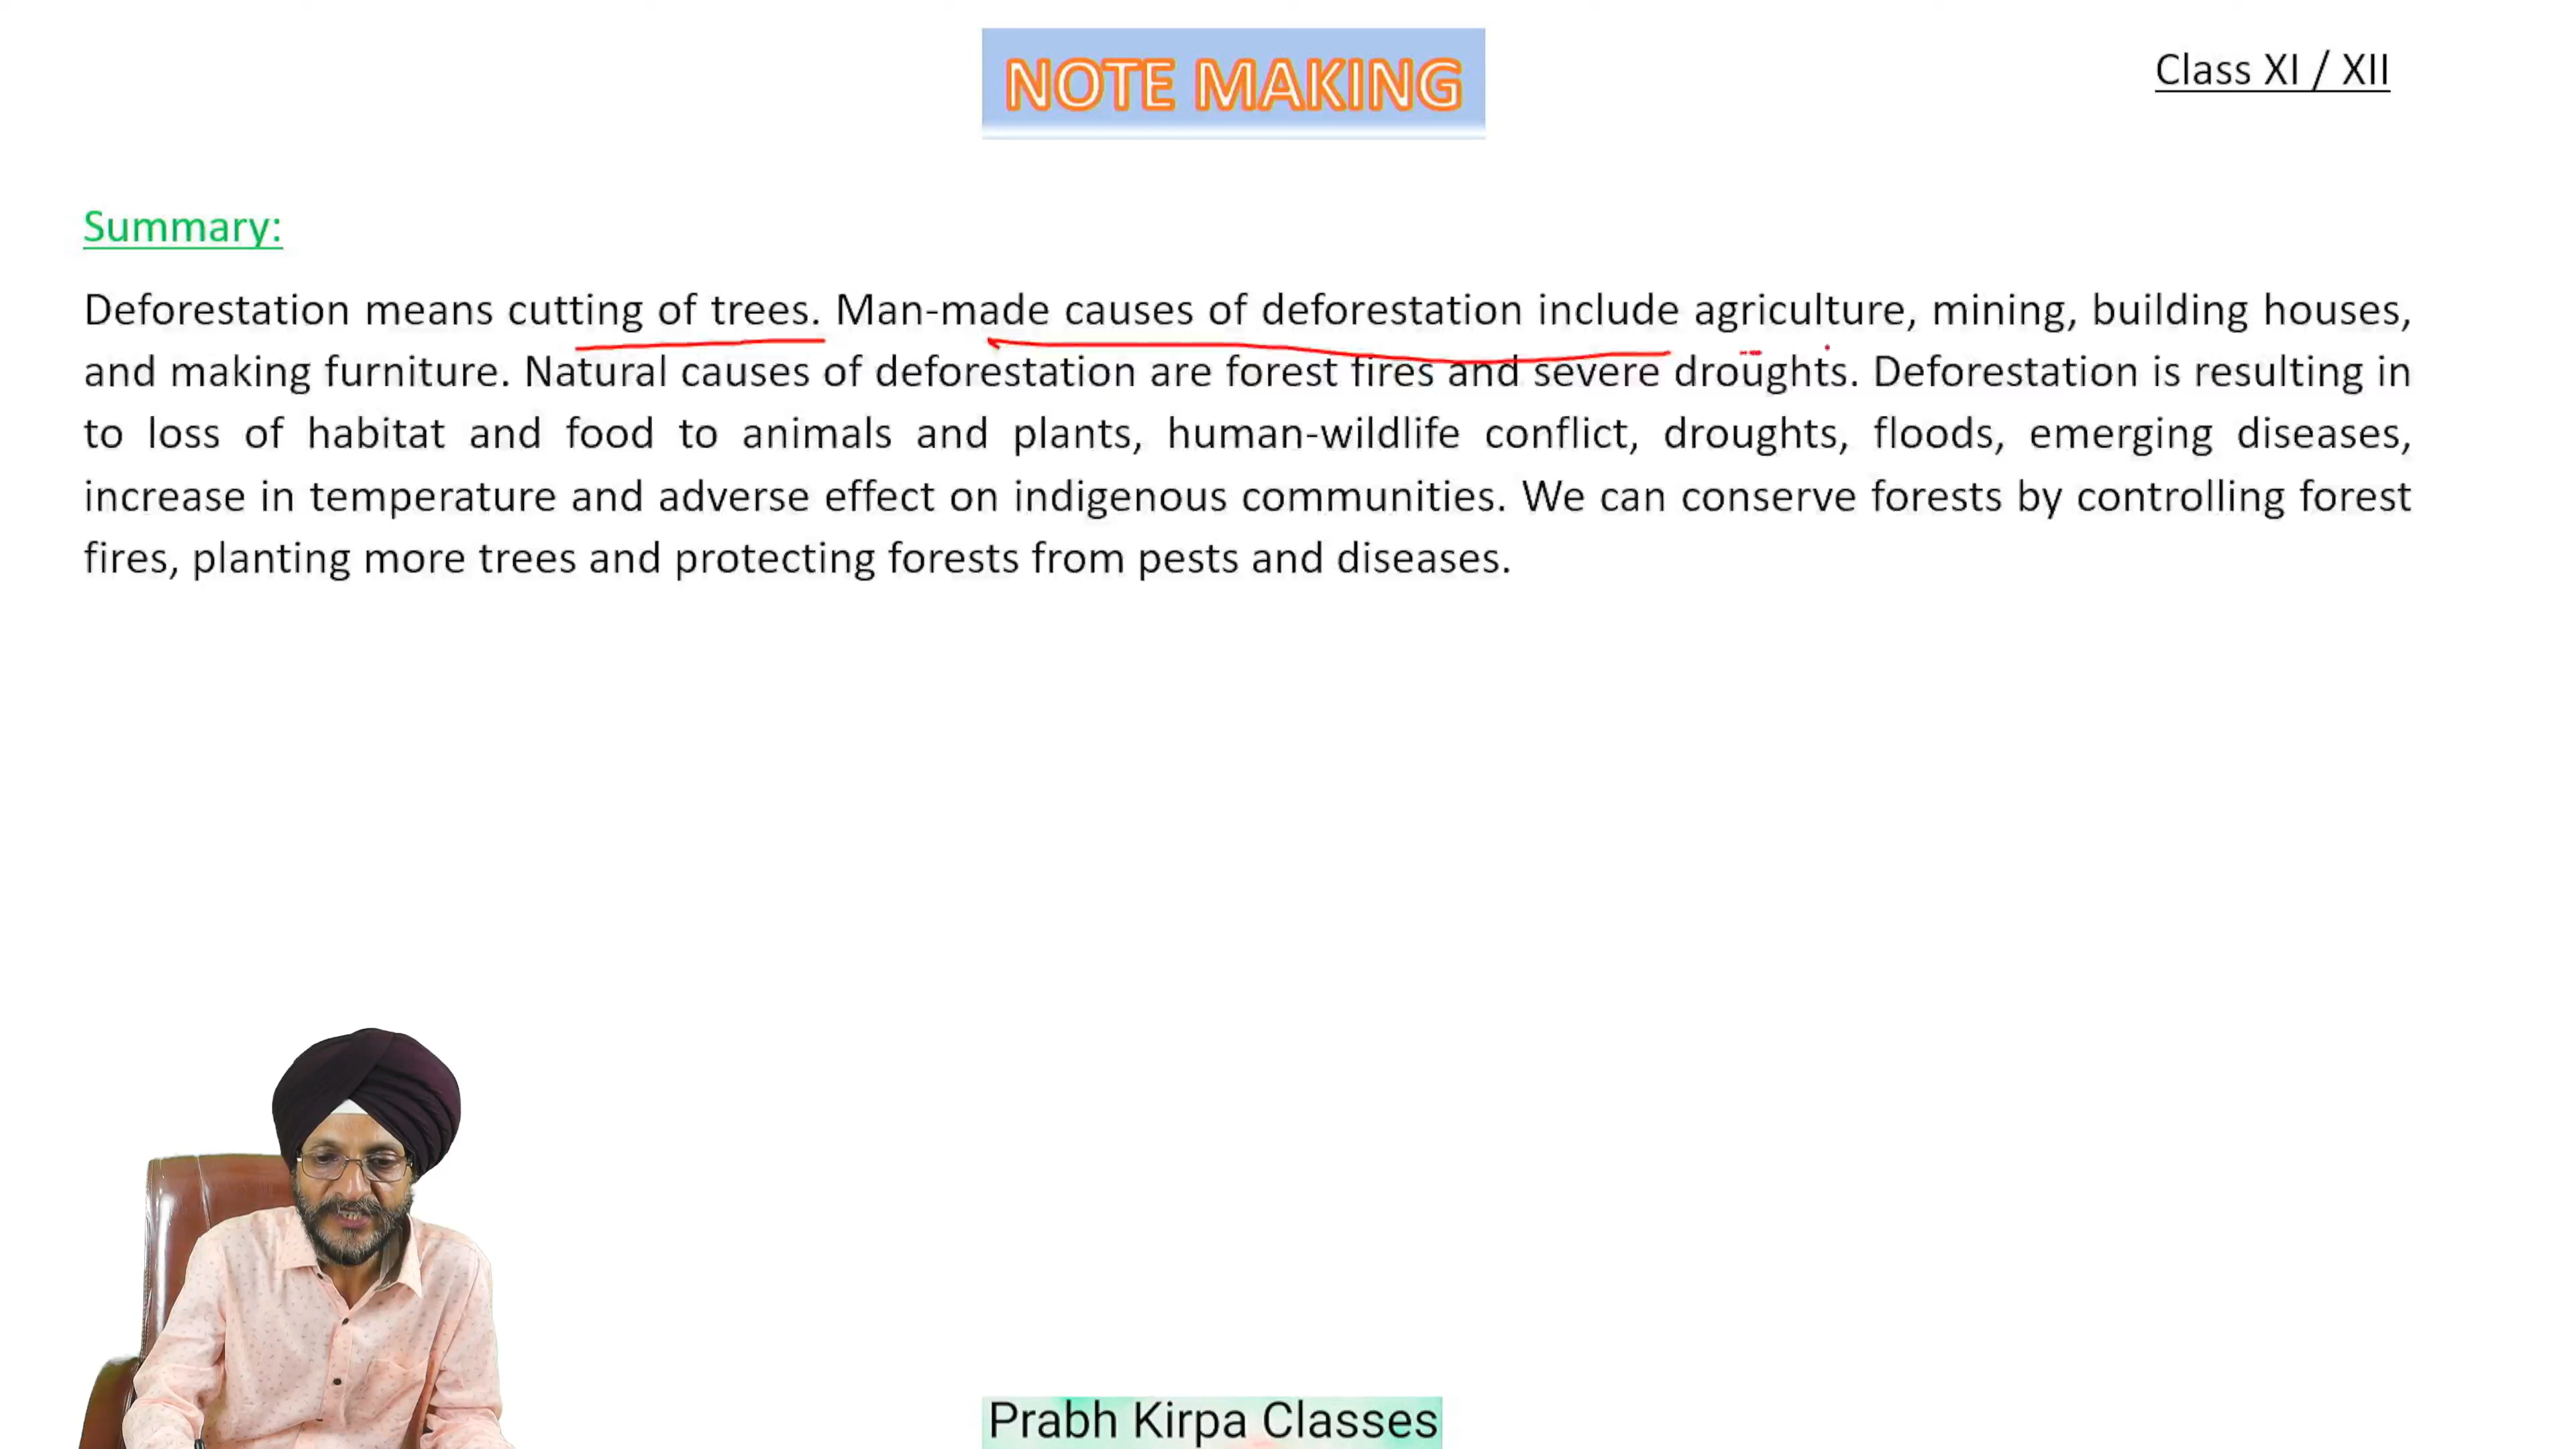 NOTE MAKING
Class XI / XII
Summary:
Deforestation means cutting of trees. Man-made causes of deforestation include agriculture, mining, building houses,
and making furniture. Natural causes of deforestation are forest fires and severe droughts. Deforestation is resulting in
to loss of habitat and food to animals and plants, human-wildlife conflict, droughts, floods, emerging diseases,
increase in temperature and adverse effect on indigenous communities. We can conserve forests by controlling forest
fires, planting more trees and protecting forests from pests and diseases.
Prabh Kirpa Classes